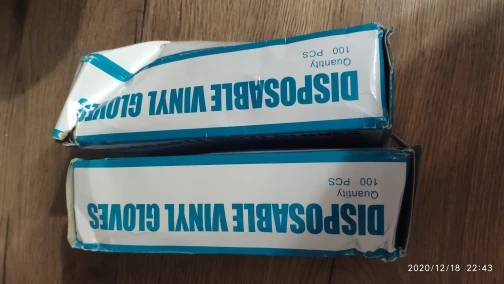 DISPOSABLE VINYL GLOVES
Quantity
100 PCS
DISPOSABLE VINYL GLOVES
Quantity
100 PCS
2020/12/18 22:43